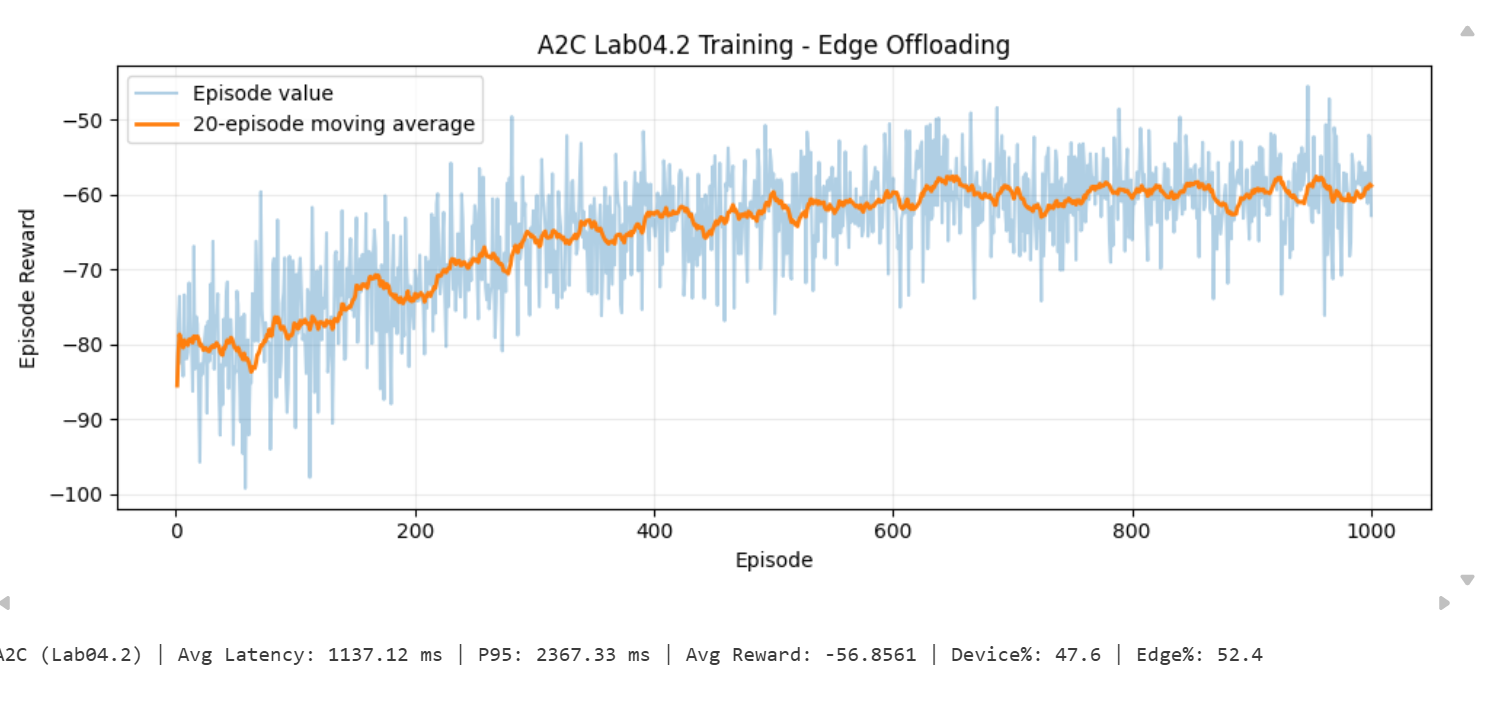 A2C Lab04.2 Training - Edge Offloading
Episode value
20-episode moving average
Episode Reward
−50
−60
−70
−80
−90
−100
0 200 400 600 800 1000
Episode
A2C (Lab04.2) | Avg Latency: 1137.12 ms | P95: 2367.33 ms | Avg Reward: -56.8561 | Device%: 47.6 | Edge%: 52.4